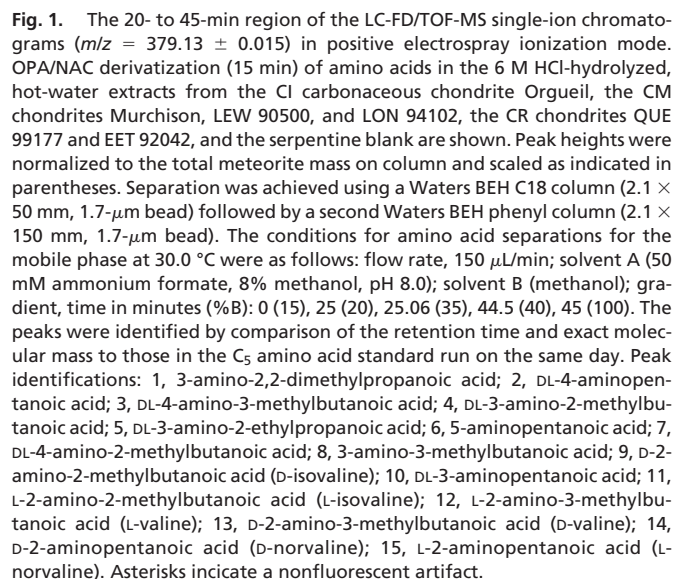 Fig. 1. The 20- to 45-min region of the LC-FD/TOF-MS single-ion chromato-
grams (m/z = 379.13 ± 0.015) in positive electrospray ionization mode.
OPA/NAC derivatization (15 min) of amino acids in the 6 M HCl-hydrolyzed,
hot-water extracts from the CI carbonaceous chondrite Orgueil, the CM
chondrites Murchison, LEW 90500, and LON 94102, the CR chondrites QUE
99177 and EET 92042, and the serpentine blank are shown. Peak heights were
normalized to the total meteorite mass on column and scaled as indicated in
parentheses. Separation was achieved using a Waters BEH C18 column (2.1 ×
50 mm, 1.7-μm bead) followed by a second Waters BEH phenyl column (2.1 ×
150 mm, 1.7-μm bead). The conditions for amino acid separations for the
mobile phase at 30.0 °C were as follows: flow rate, 150 μL/min; solvent A (50
mM ammonium formate, 8% methanol, pH 8.0); solvent B (methanol); gra-
dient, time in minutes (%B): 0 (15), 25 (20), 25.06 (35), 44.5 (40), 45 (100). The
peaks were identified by comparison of the retention time and exact molec-
ular mass to those in the C5 amino acid standard run on the same day. Peak
identifications: 1, 3-amino-2,2-dimethylpropanoic acid; 2, DL-4-aminopen-
tanoic acid; 3, DL-4-amino-3-methylbutanoic acid; 4, DL-3-amino-2-methylbu-
tanoic acid; 5, DL-3-amino-2-ethylpropanoic acid; 6, 5-aminopentanoic acid; 7,
DL-4-amino-2-methylbutanoic acid; 8, 3-amino-3-methylbutanoic acid; 9, D-2-
amino-2-methylbutanoic acid (D-isovaline); 10, DL-3-aminopentanoic acid; 11,
L-2-amino-2-methylbutanoic acid (L-isovaline); 12, L-2-amino-3-methylbu-
tanoic acid (L-valine); 13, D-2-amino-3-methylbutanoic acid (D-valine); 14,
D-2-aminopentanoic acid (D-norvaline); 15, L-2-aminopentanoic acid (L-
norvaline). Asterisks incicate a nonfluorescent artifact.